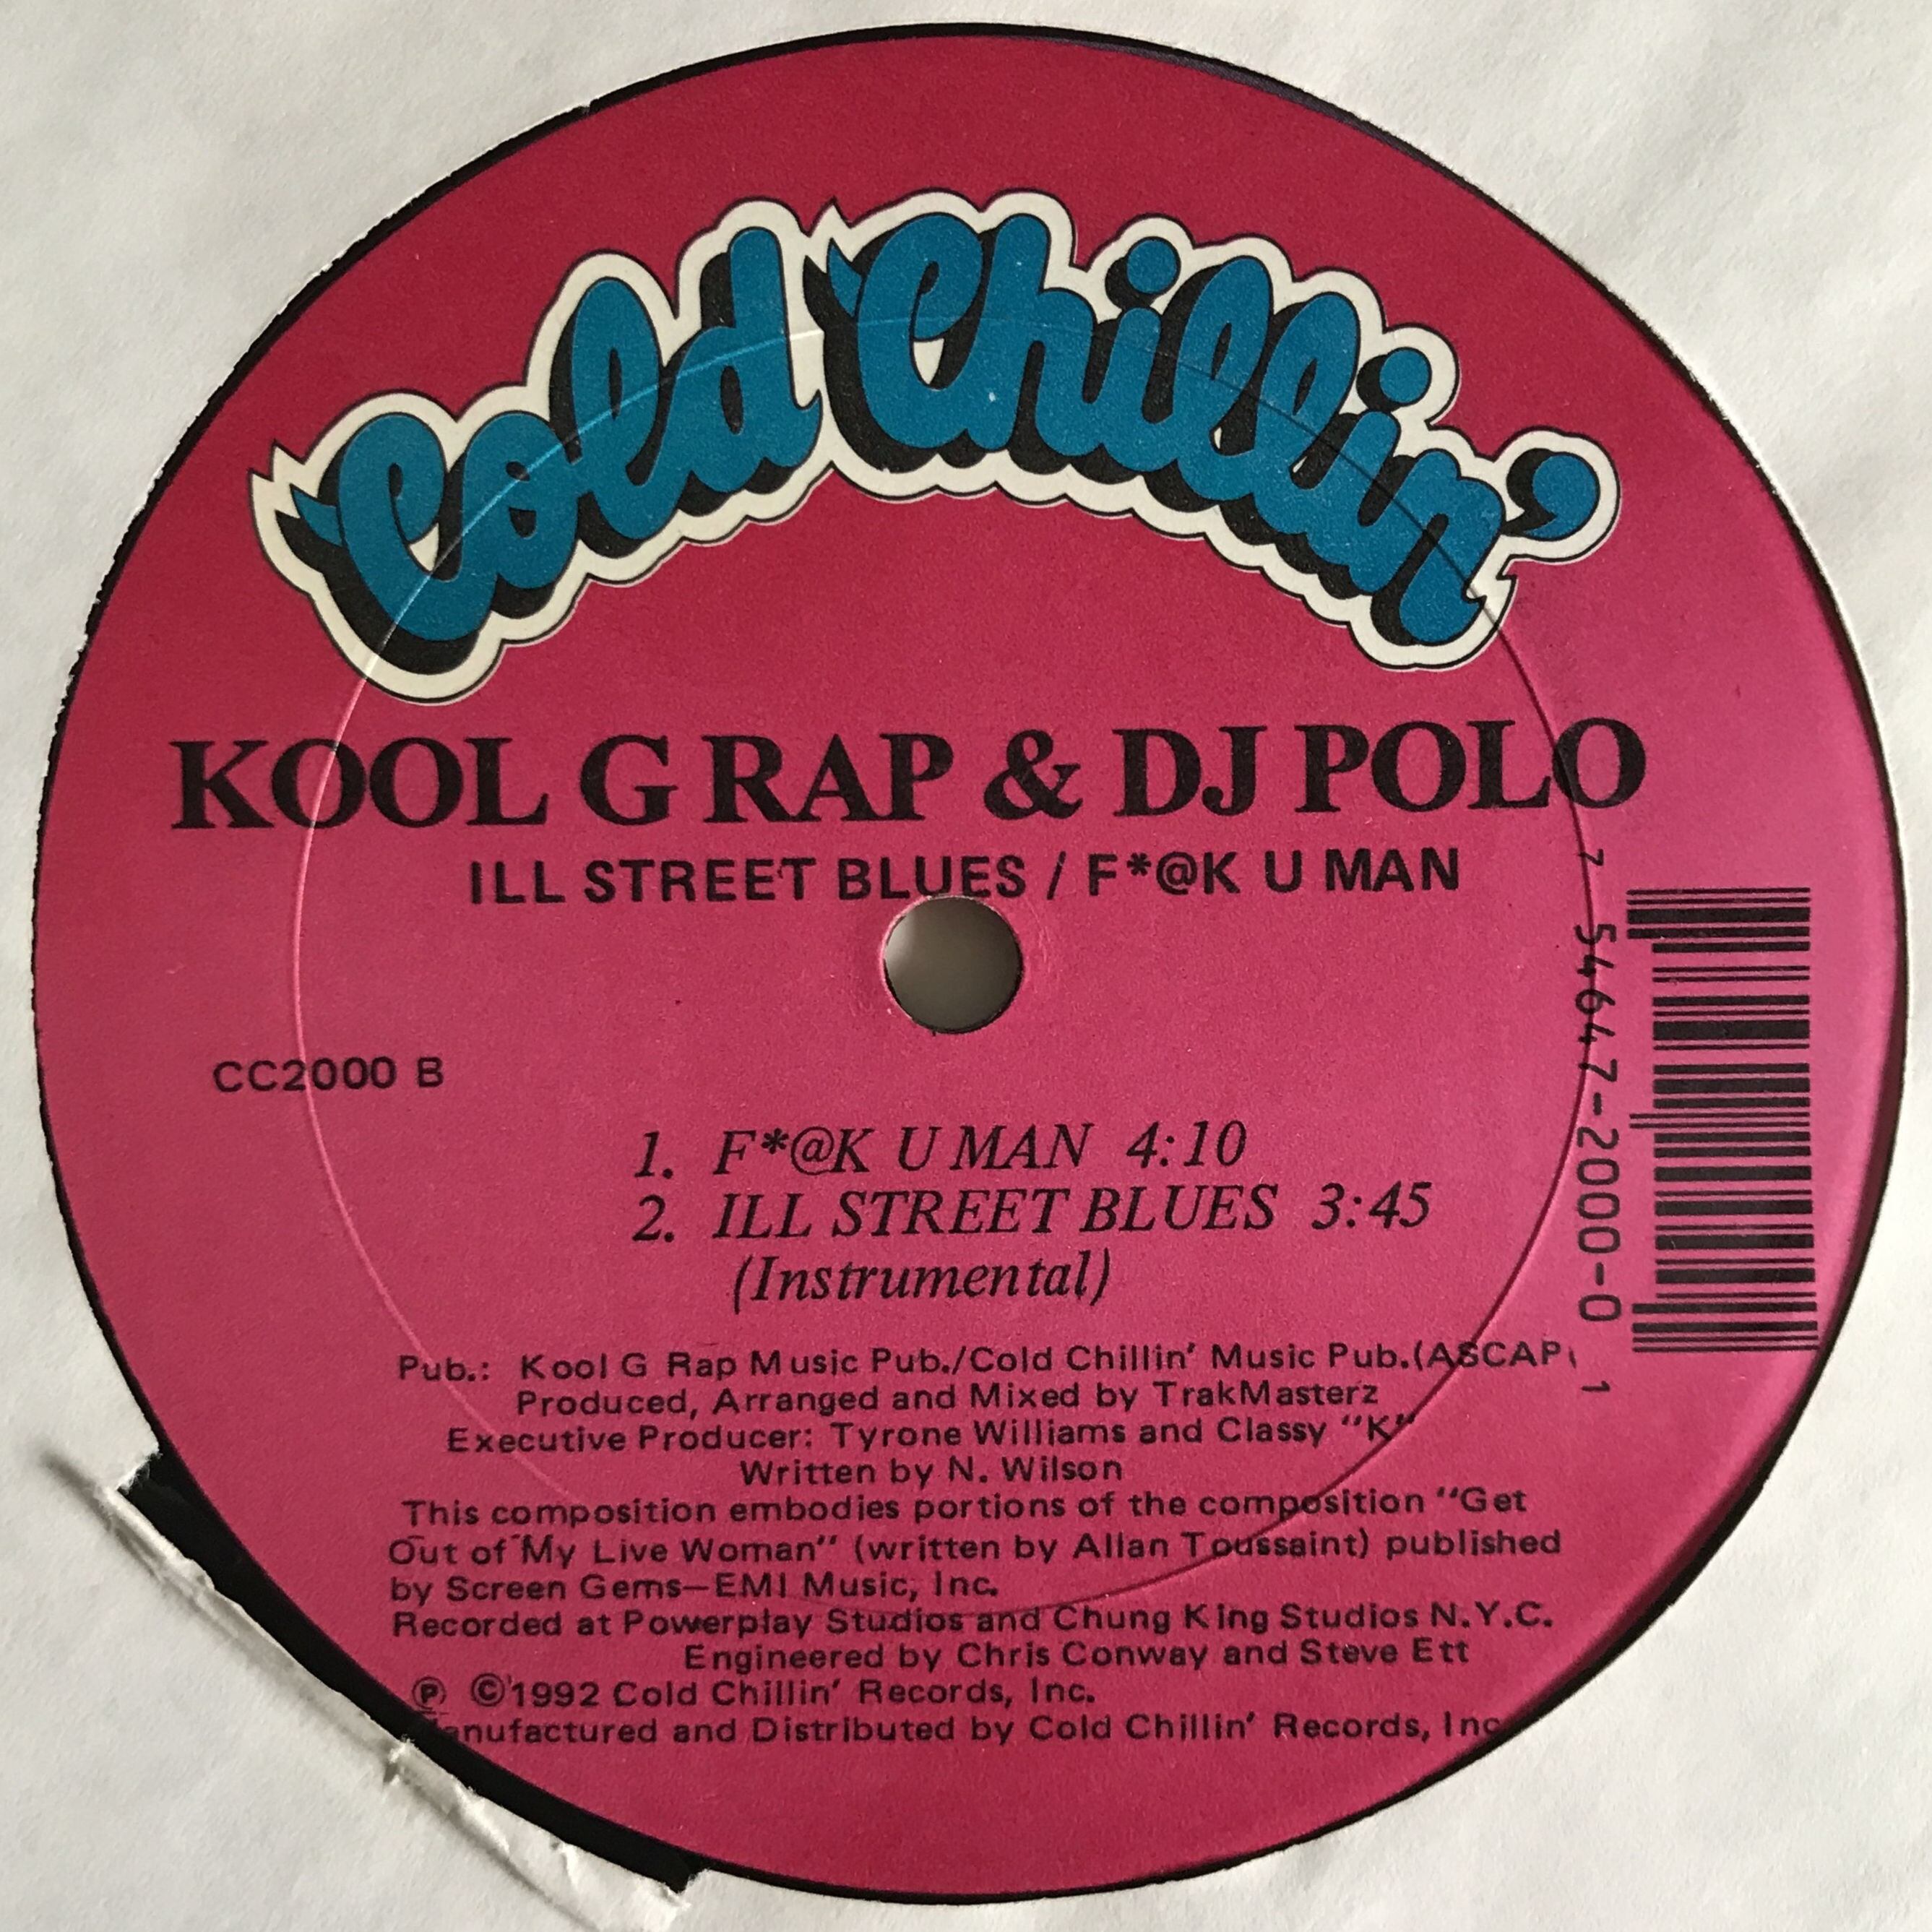 Cold Chillin'
KOOL G RAP & DJ POLO
ILL STREET BLUES / F*@K U MAN
7 54647-2000-0 1
CC2000 B
1. F*@K U MAN 4:10
2. ILL STREET BLUES 3:45
(Instrumental)
Pub.: Kool G Rap Music Pub./Cold Chillin' Music Pub.(ASCAP
Produced, Arranged and Mixed by TrakMasterz
Executive Producer: Tyrone Williams and Classy "K"
Written by N. Wilson
This composition embodies portions of the composition "Get
Out of My Live Woman" (written by Allan Toussaint) published
by Screen Gems—EMI Music, Inc.
Recorded at Powerplay Studios and Chung King Studios N.Y.C.
Engineered by Chris Conway and Steve Ett
Ⓟ ©1992 Cold Chillin' Records, Inc.
anufactured and Distributed by Cold Chillin' Records, Inc